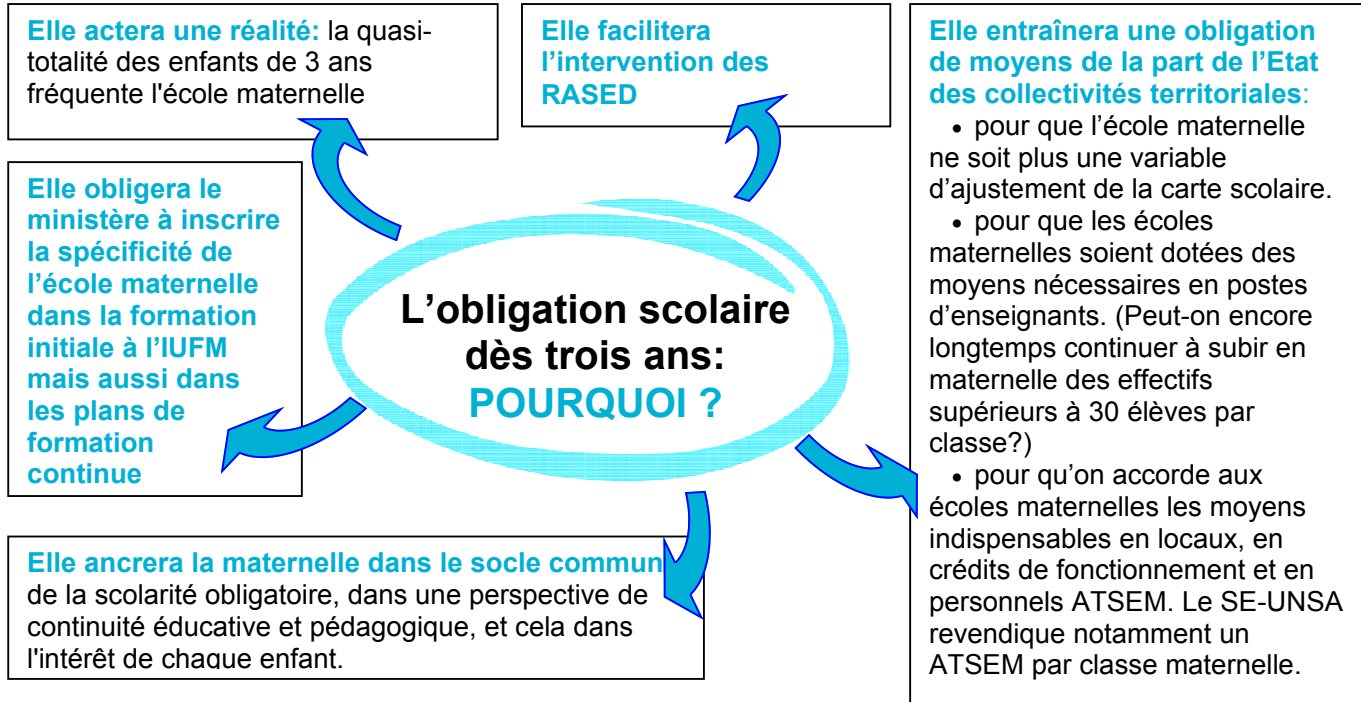 Elle actera une réalité: la quasi-
totalité des enfants de 3 ans
fréquente l'école maternelle
Elle facilitera
l’intervention des
RASED
Elle entraînera une obligation
de moyens de la part de l’Etat
des collectivités territoriales:
• pour que l’école maternelle
ne soit plus une variable
d’ajustement de la carte scolaire.
• pour que les écoles
maternelles soient dotées des
moyens nécessaires en postes
d’enseignants. (Peut-on encore
longtemps continuer à subir en
maternelle des effectifs
supérieurs à 30 élèves par
classe?)
• pour qu’on accorde aux
écoles maternelles les moyens
indispensables en locaux, en
crédits de fonctionnement et en
personnels ATSEM. Le SE-UNSA
revendique notamment un
ATSEM par classe maternelle.
Elle obligera le
ministère à inscrire
la spécificité de
l’école maternelle
dans la formation
initiale à l’IUFM
mais aussi dans
les plans de
formation
continue
L’obligation scolaire
dès trois ans:
POURQUOI ?
Elle ancrera la maternelle dans le socle commun
de la scolarité obligatoire, dans une perspective de
continuité éducative et pédagogique, et cela dans
l'intérêt de chaque enfant.